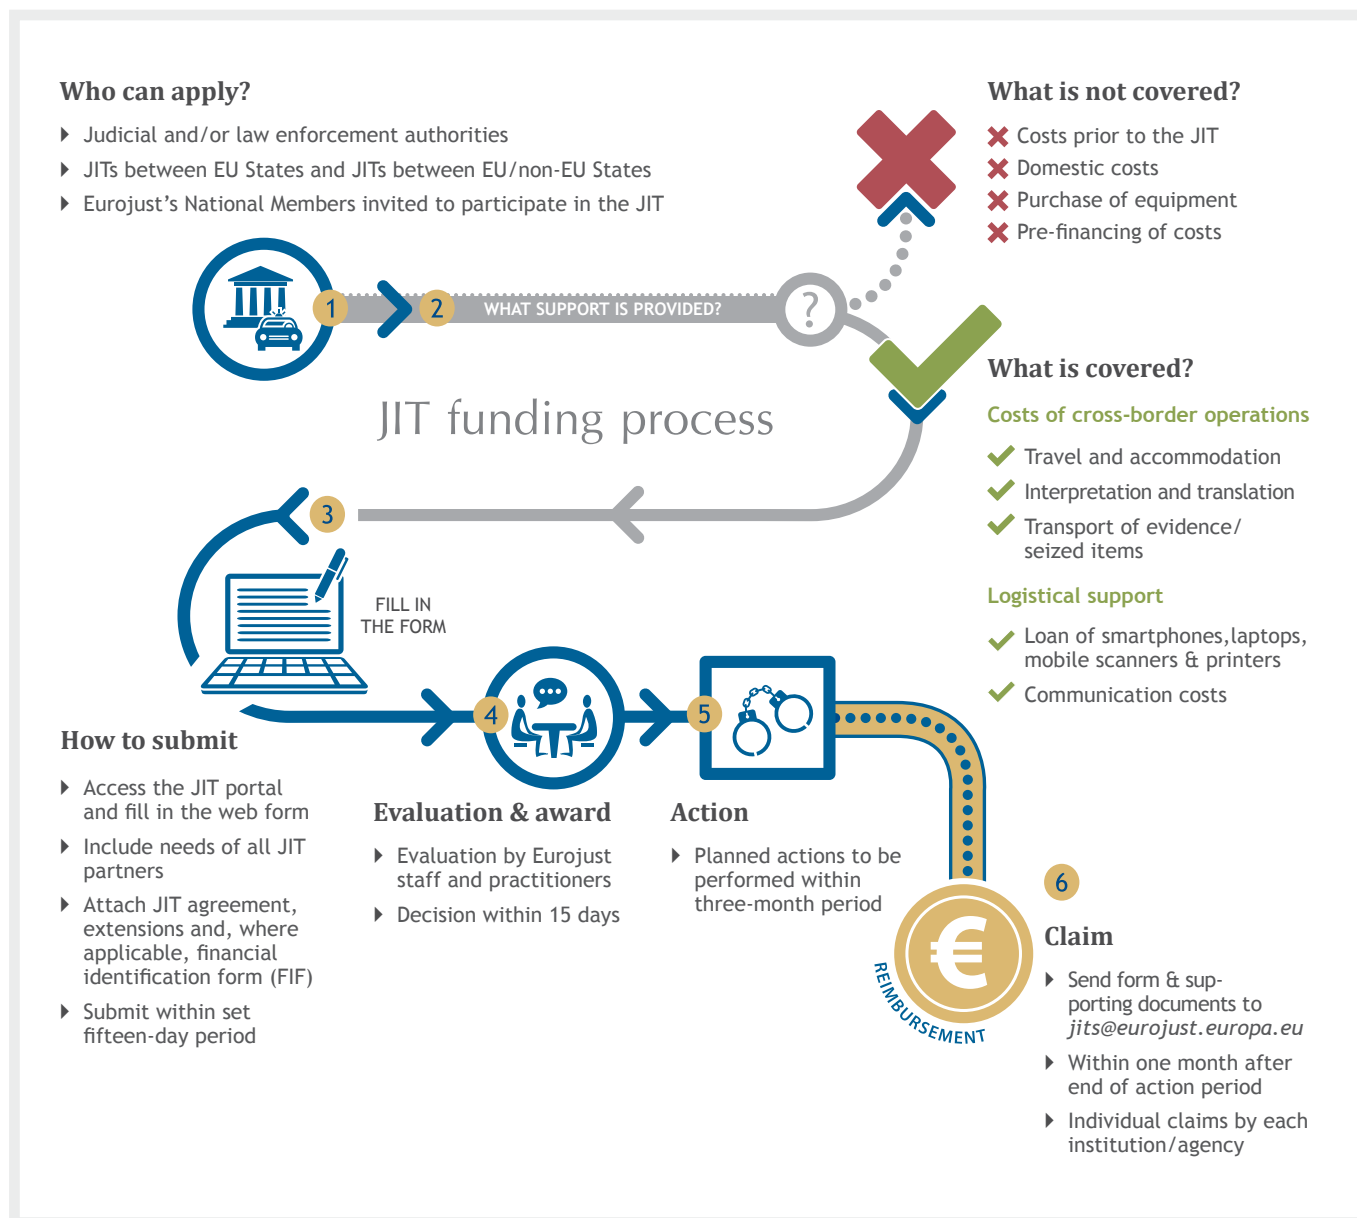 Who can apply?
Judicial and/or law enforcement authorities
JITs between EU States and JITs between EU/non-EU States
Eurojust's National Members invited to participate in the JIT
What is not covered?
Costs prior to the JIT
Domestic costs
Purchase of equipment
Pre-financing of costs
1
2
WHAT SUPPORT IS PROVIDED?
?
JIT funding process
What is covered?
Costs of cross-border operations
Travel and accommodation
Interpretation and translation
Transport of evidence/
seized items
Logistical support
Loan of smartphones,laptops,
mobile scanners & printers
Communication costs
3
FILL IN
THE FORM
How to submit
Access the JIT portal
and fill in the web form
Include needs of all JIT
partners
Attach JIT agreement,
extensions and, where
applicable, financial
identification form (FIF)
Submit within set
fifteen-day period
4
Evaluation & award
Evaluation by Eurojust
staff and practitioners
Decision within 15 days
5
Action
Planned actions to be
performed within
three-month period
€
REIMBURSEMENT
6
Claim
Send form & sup-
porting documents to
jits@eurojust.europa.eu
Within one month after
end of action period
Individual claims by each
institution/agency